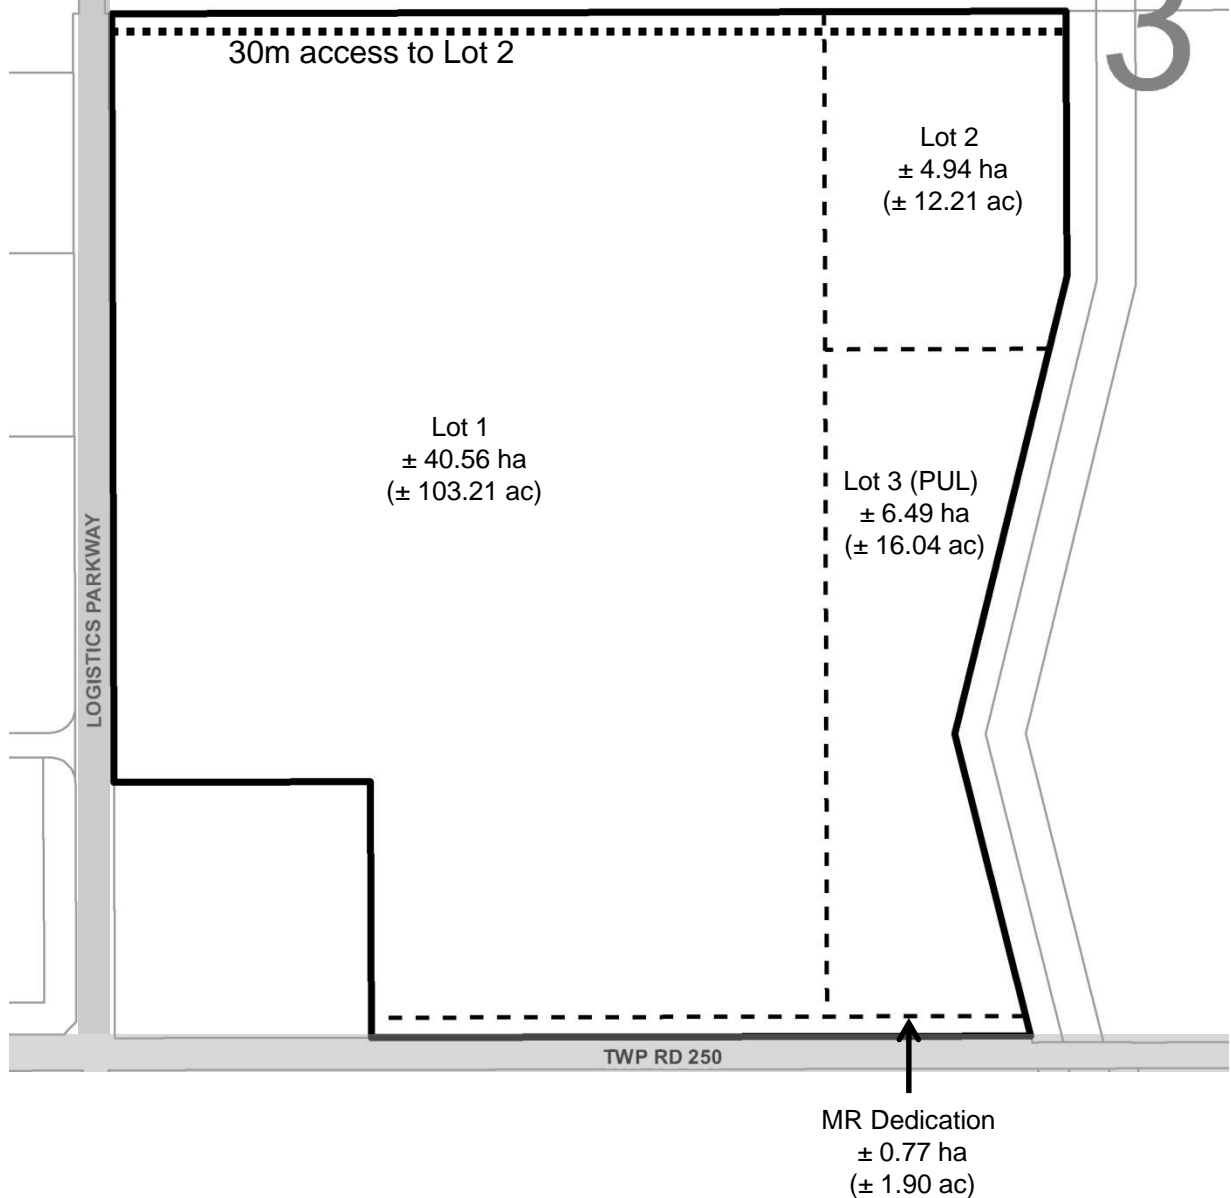 3
30m access to Lot 2
Lot 2
± 4.94 ha
(± 12.21 ac)
Lot 1
± 40.56 ha
(± 103.21 ac)
Lot 3 (PUL)
± 6.49 ha
(± 16.04 ac)
LOGISTICS PARKWAY
TWP RD 250
MR Dedication
± 0.77 ha
(± 1.90 ac)